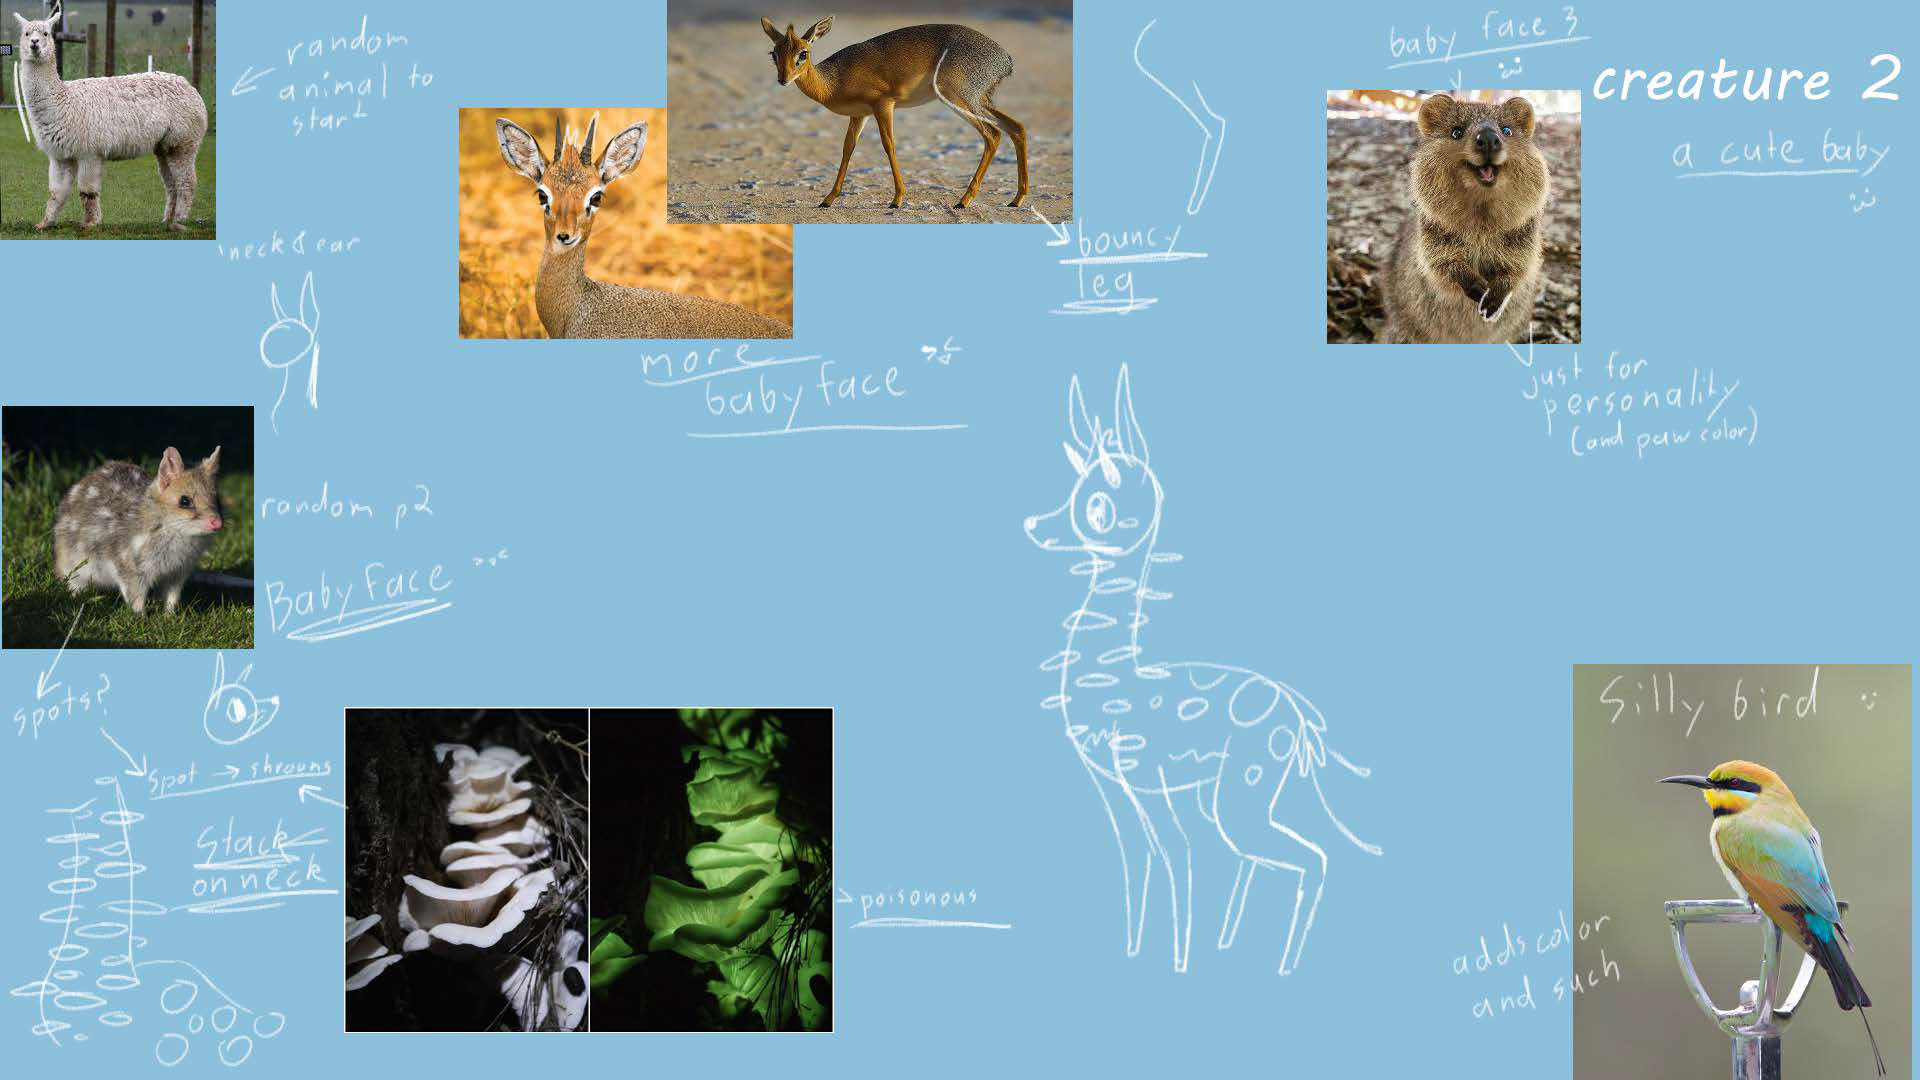 random
animal to
start
neck & ear
random p2
Baby Face
spots?
spot → shroums
stack
on neck
poisonous
more
baby face
bouncy
leg
baby face 3
creature 2
a cute baby
just for
personality
(and paw color)
Silly bird
adds color
and such